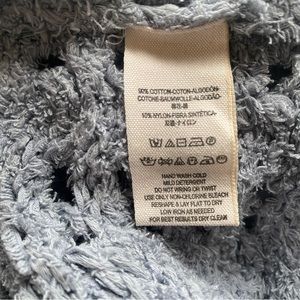 90% COTTON-COTON-ALGODÓN-
COTONE-BAUMWOLLE-ALGODÃO-
10% NYLON-FIBRA SINTÉTICA-
HAND WASH COLD
MILD DETERGENT
DO NOT WRING OR TWIST
USE ONLY NON-CHLORINE BLEACH
RESHAPE & LAY FLAT TO DRY
LOW IRON AS NEEDED
FOR BEST RESULTS DRY CLEAN